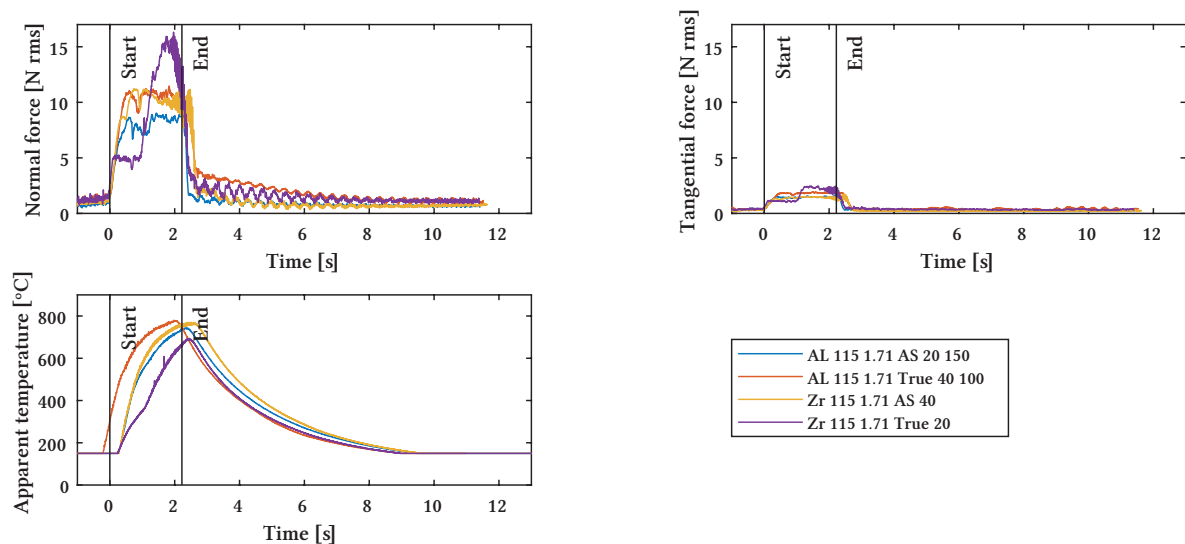 Normal force [N rms]
15
10
5
0
Start
End
0 2 4 6 8 10 12
Time [s]
Tangential force [N rms]
15
10
5
0
Start
End
0 2 4 6 8 10 12
Time [s]
Apparent temperature [°C]
800
600
400
200
0
Start
End
0 2 4 6 8 10 12
Time [s]
AL 115 1.71 AS 20 150
AL 115 1.71 True 40 100
Zr 115 1.71 AS 40
Zr 115 1.71 True 20